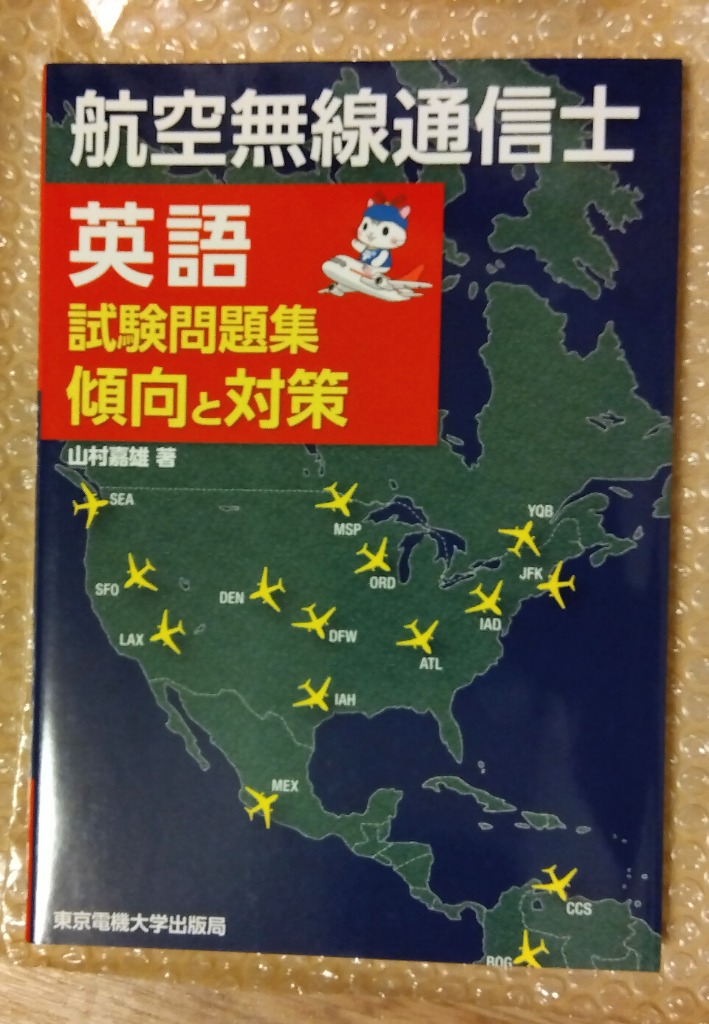 航空無線通信士
英語
試験問題集
傾向と対策
山村嘉雄 著
SEA
MSP
YQB
ORD
JFK
SFO
DEN
IAD
DFW
LAX
ATL
IAH
MEX
CCS
BOG
東京電機大学出版局